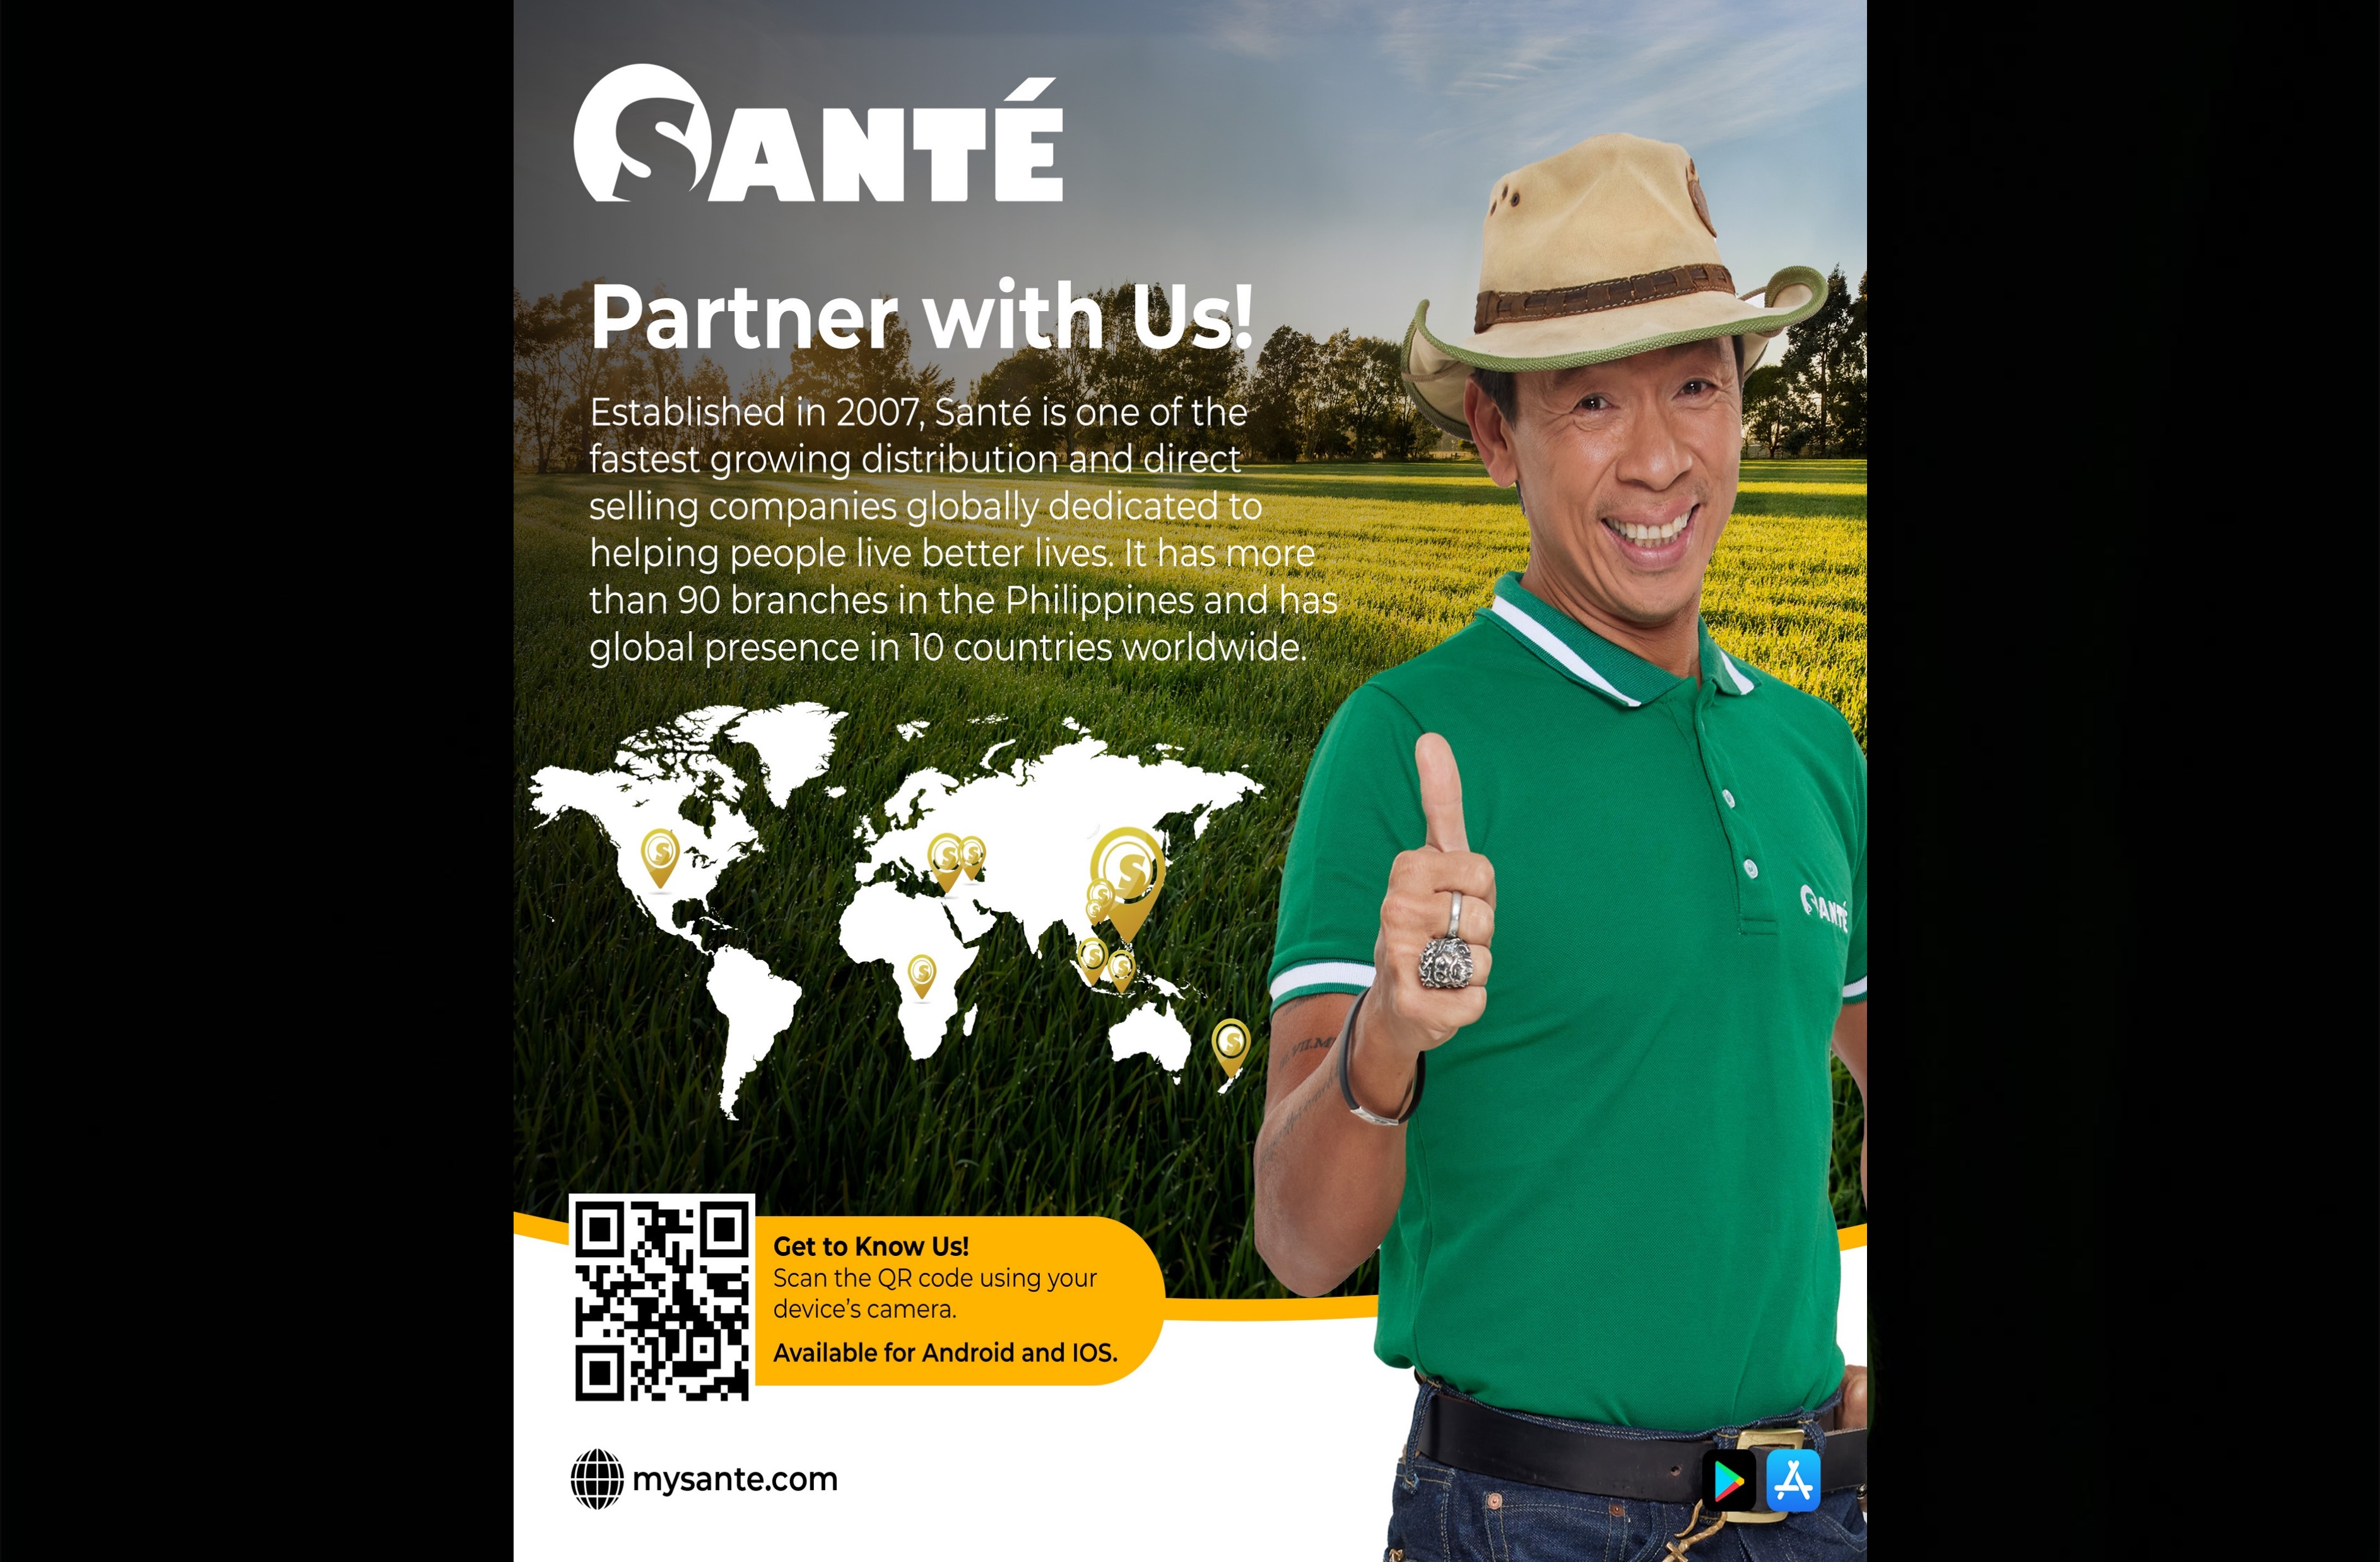 SANTÉ
Partner with Us!
Established in 2007, Santé is one of the
fastest growing distribution and direct
selling companies globally dedicated to
helping people live better lives. It has more
than 90 branches in the Philippines and has
global presence in 10 countries worldwide.
SANTÉ
Get to Know Us!
Scan the QR code using your
device's camera.
Available for Android and IOS.
mysante.com